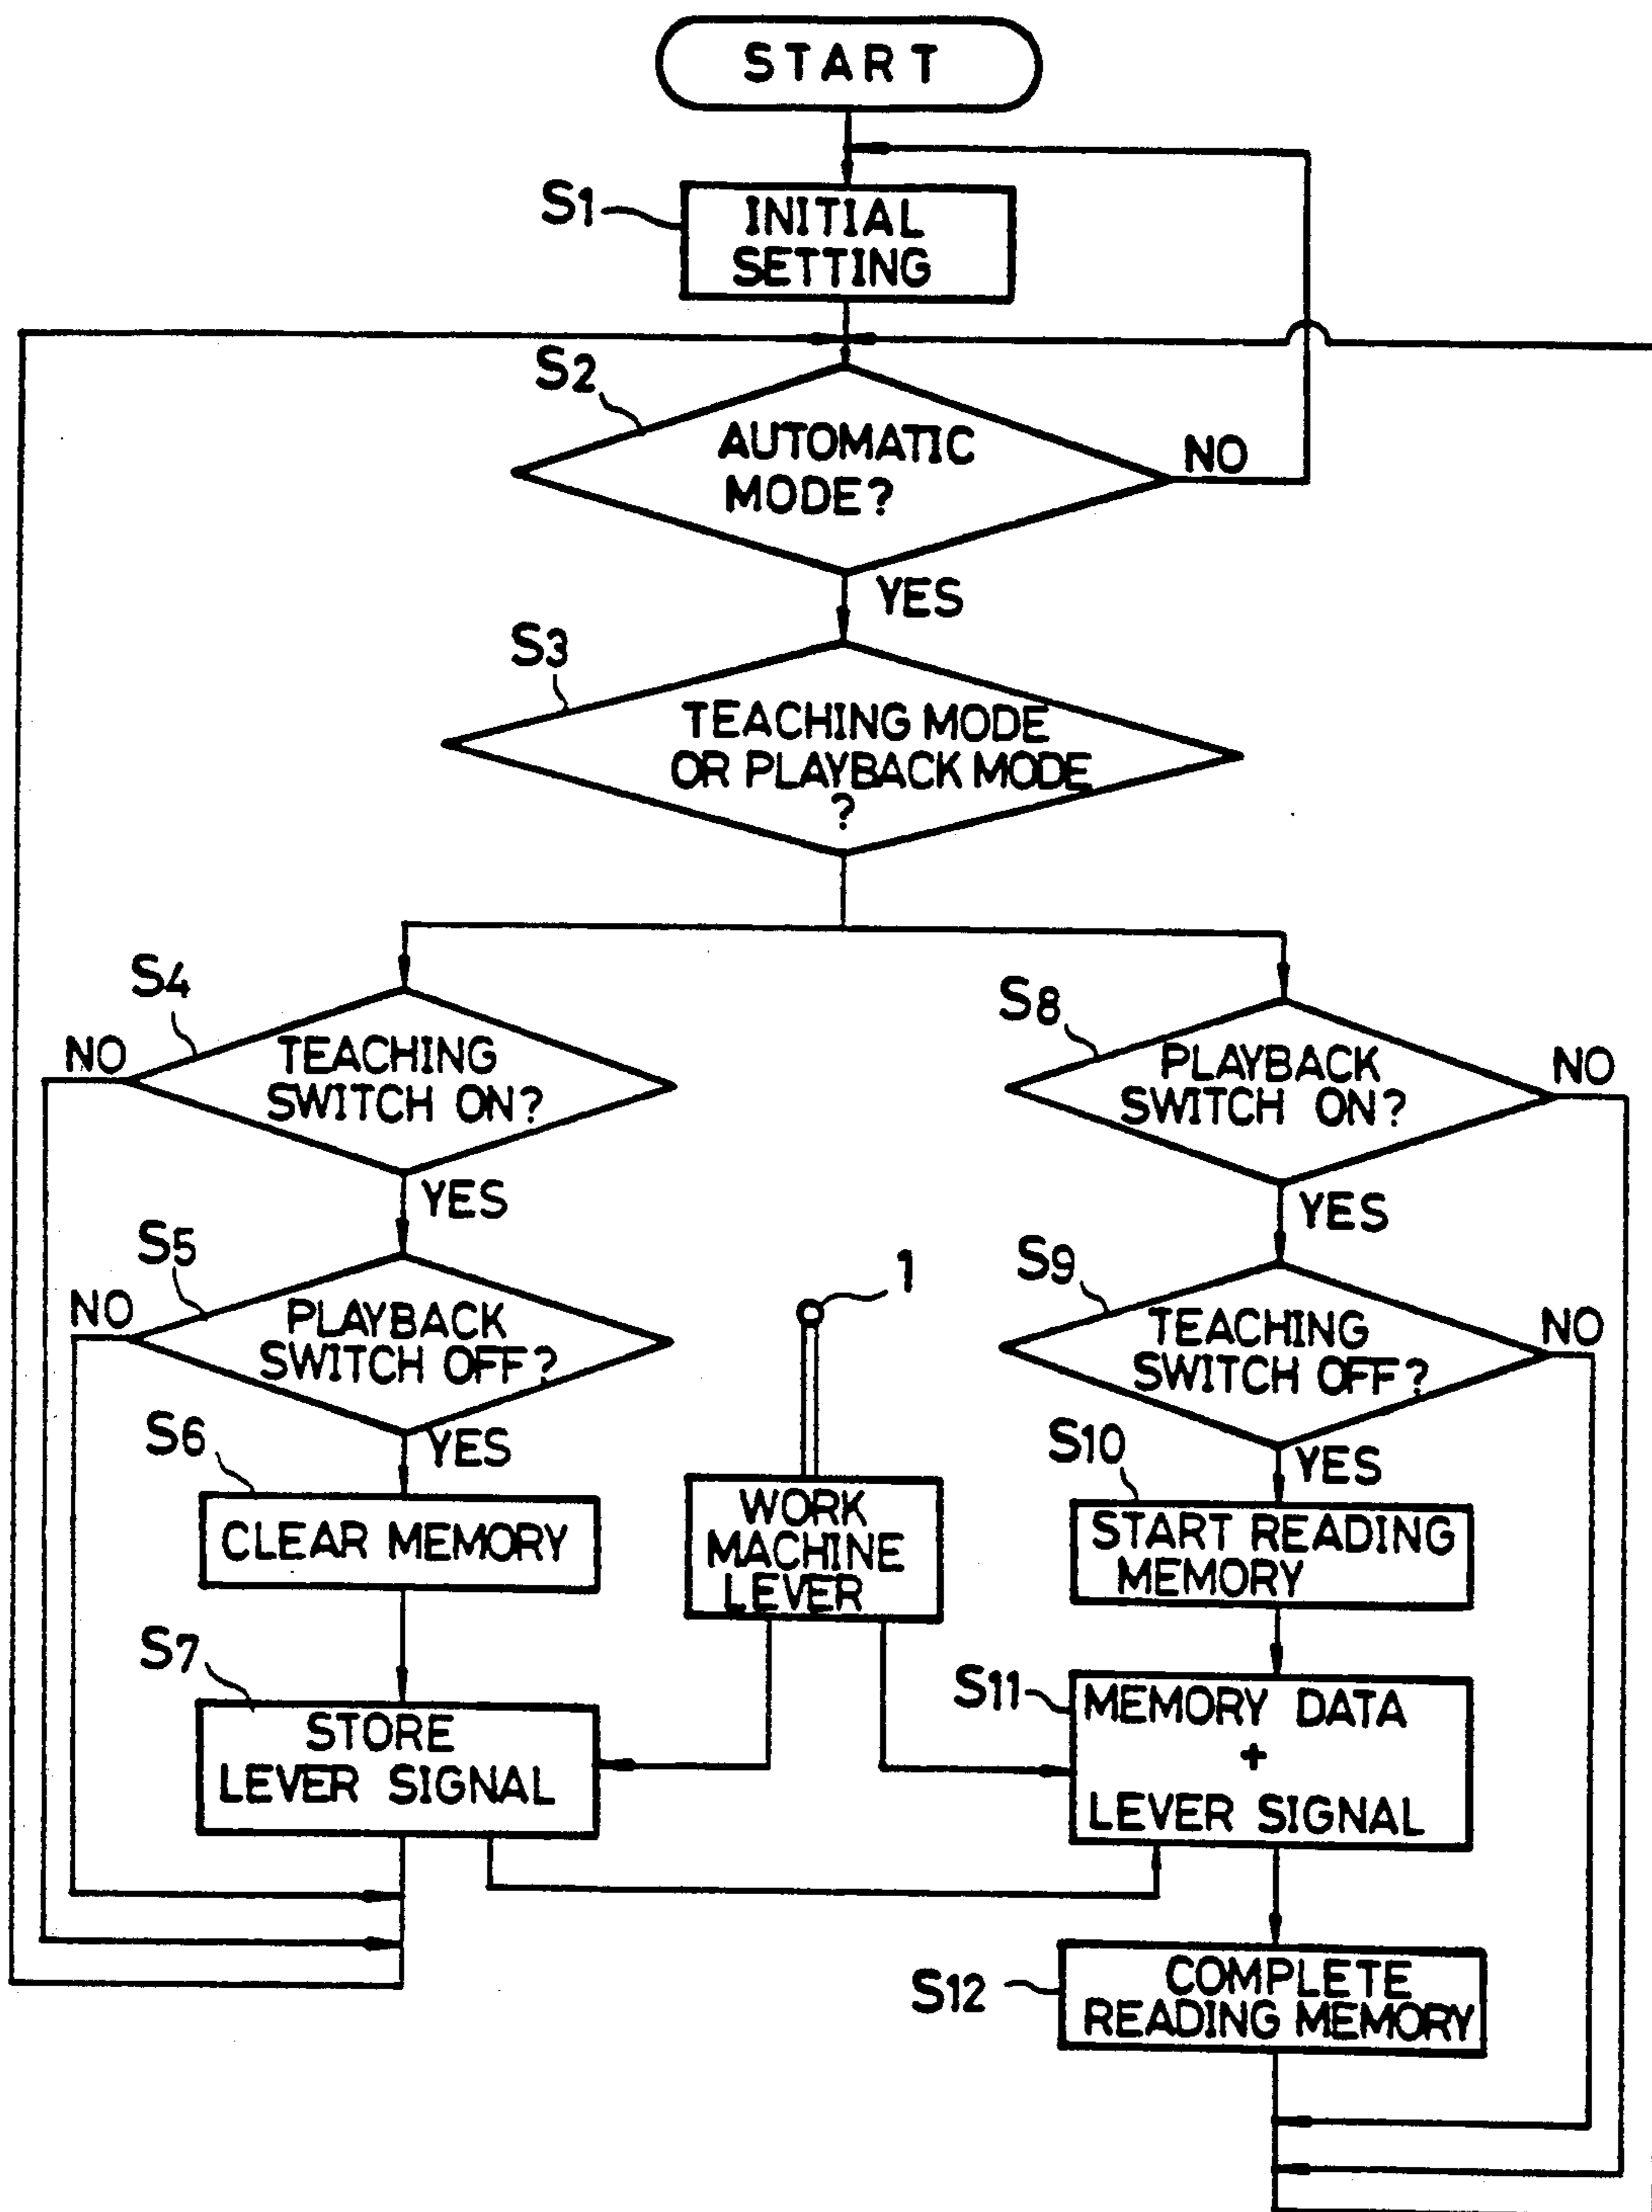 START
S1
INITIAL
SETTING
S2
AUTOMATIC
MODE?
NO
YES
S3
TEACHING MODE
OR PLAYBACK MODE
?
S4
NO
TEACHING
SWITCH ON?
YES
S8
PLAYBACK
SWITCH ON?
NO
YES
S5
NO
PLAYBACK
SWITCH OFF?
YES
1
S9
TEACHING
SWITCH OFF?
NO
YES
S6
CLEAR MEMORY
WORK
MACHINE
LEVER
S10
START READING
MEMORY
S7
STORE
LEVER SIGNAL
S11
MEMORY DATA
+
LEVER SIGNAL
S12
COMPLETE
READING MEMORY